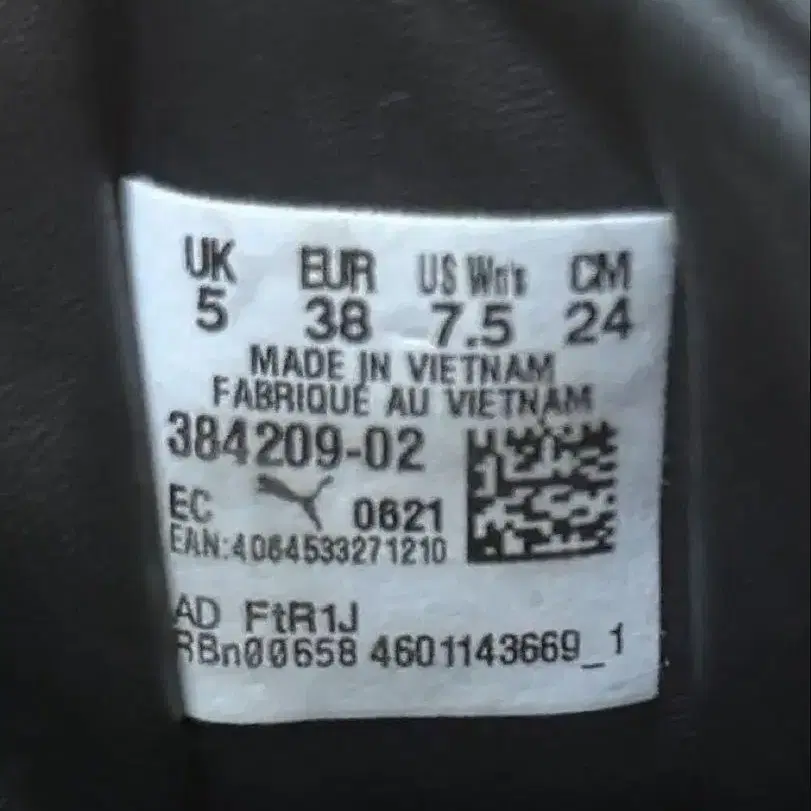 UK EUR US Wn's CM
5 38 7.5 24
MADE IN VIETNAM
FABRIQUÉ AU VIETNAM
384209-02
EC 0621
EAN:4064533271210
AD FtR1J
RBn00658 4601143669_1